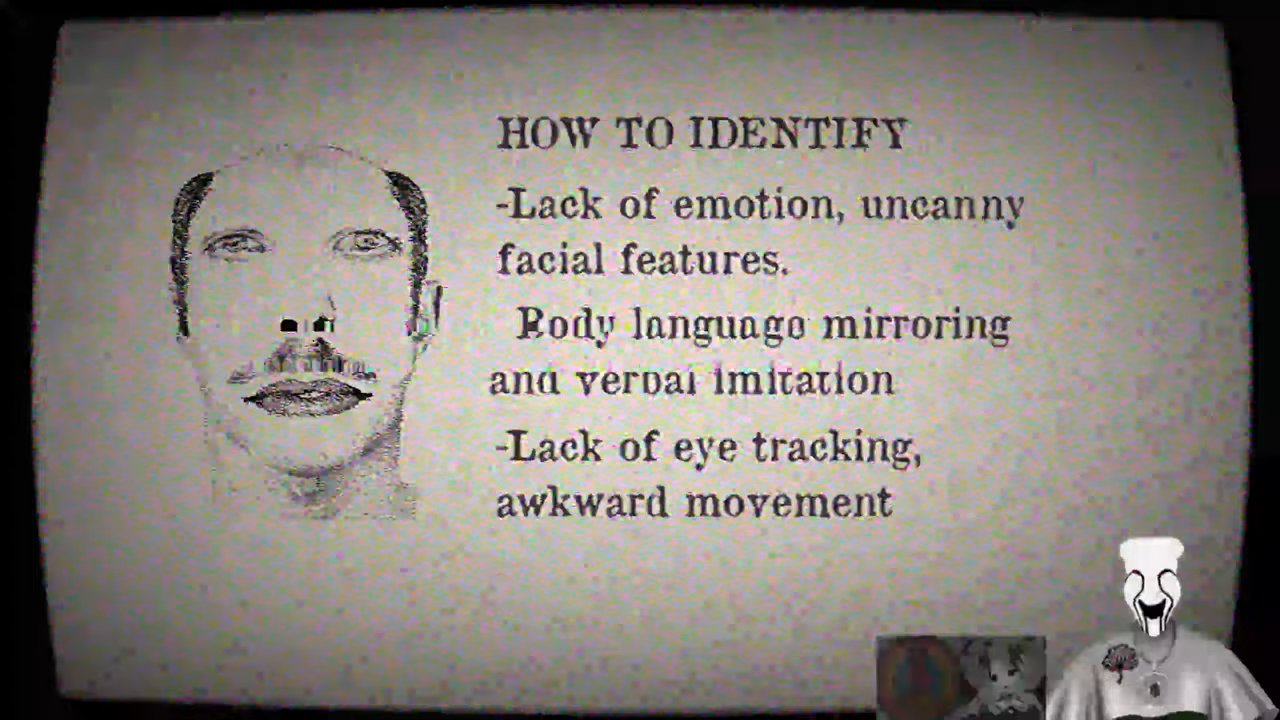 HOW TO IDENTIFY
-Lack of emotion, uncanny
facial features.
Body language mirroring
and verbal imitation
-Lack of eye tracking,
awkward movement